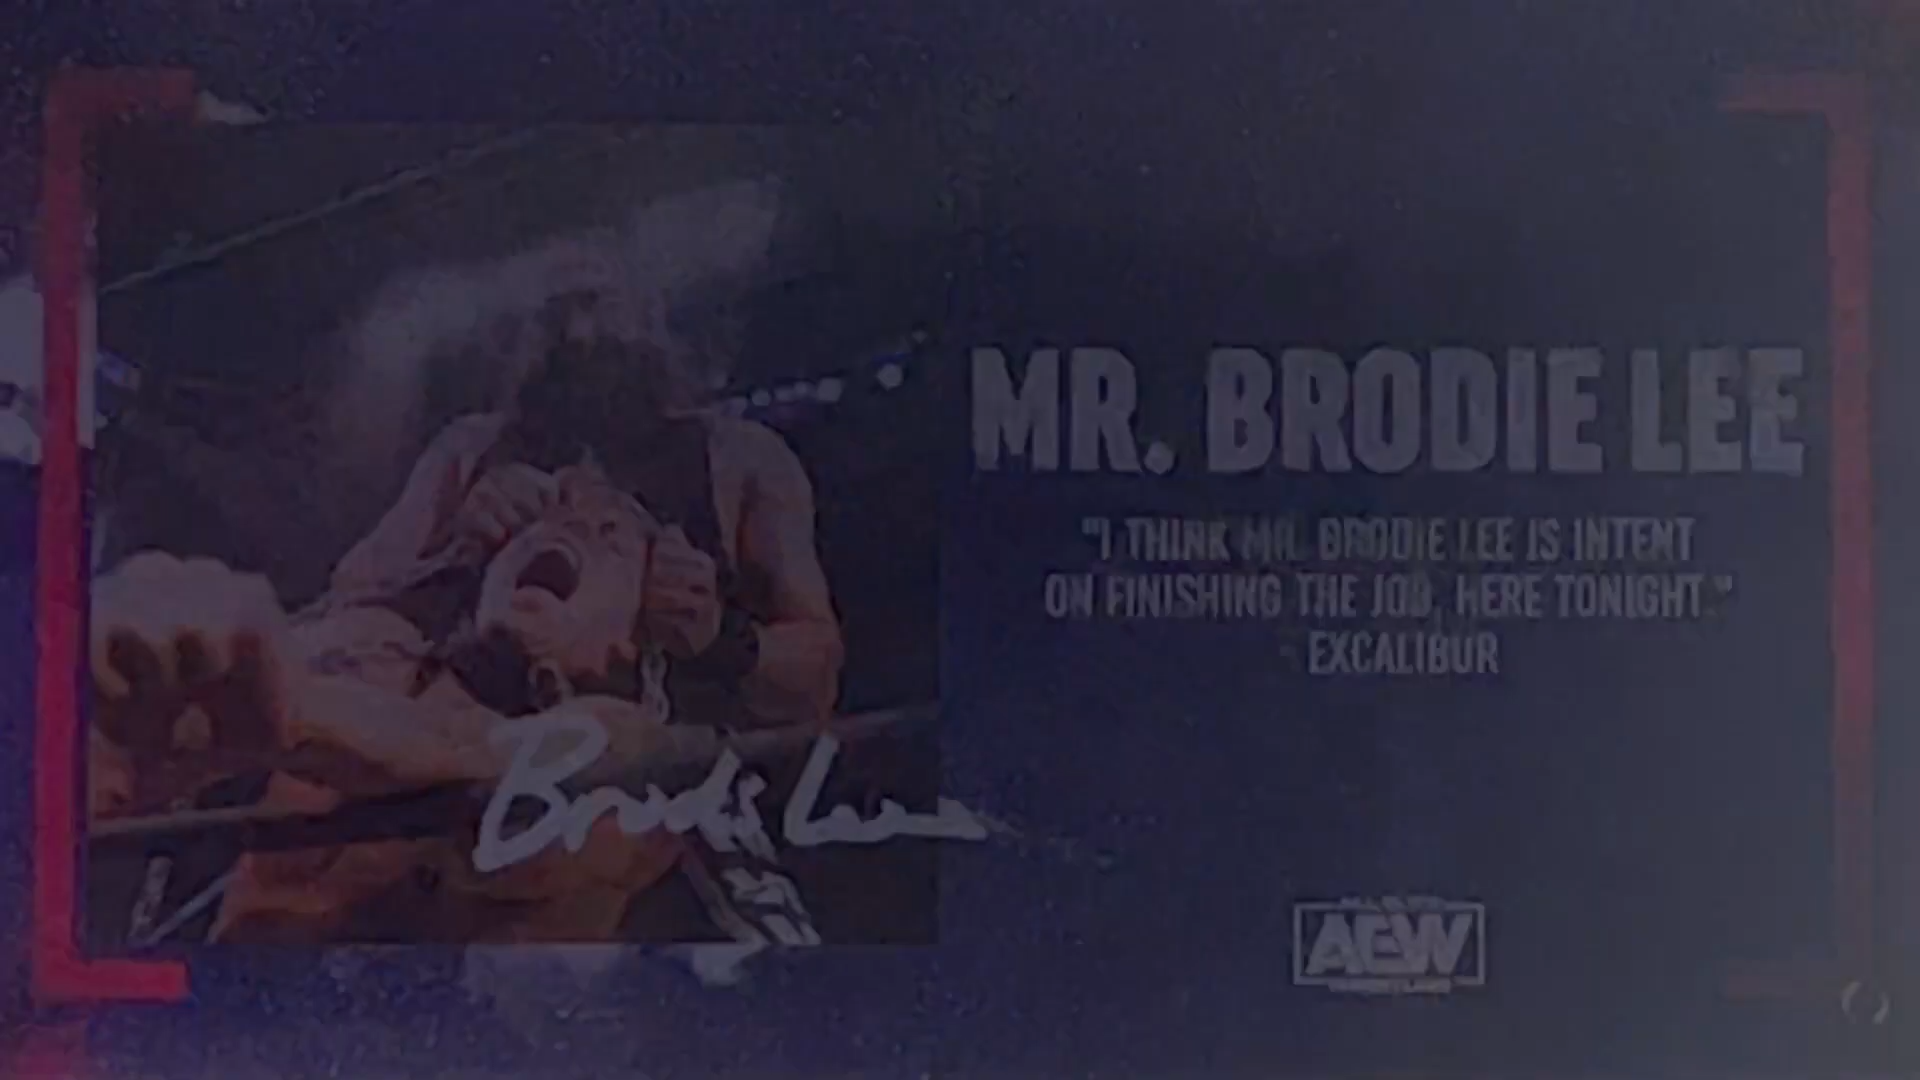 MR. BRODIE LEE
"I THINK MR. BRODIE LEE IS INTENT
ON FINISHING THE JOB, HERE TONIGHT."
- EXCALIBUR
Brodie Lee
AEW